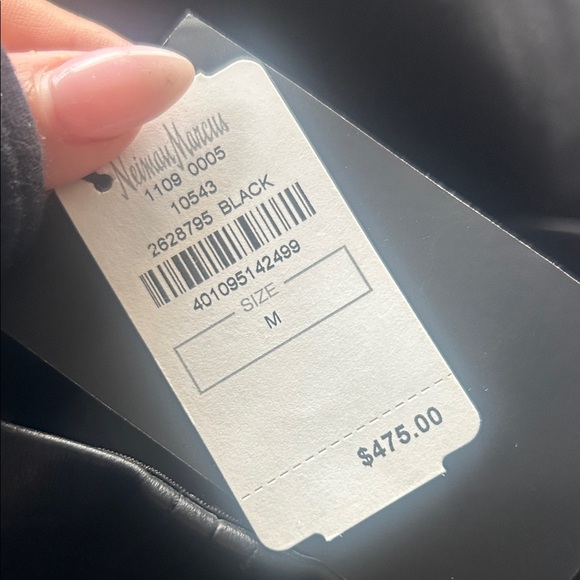 Neiman Marcus
1109 0005
10543
2628795 BLACK
401095142499
SIZE
M
$475.00